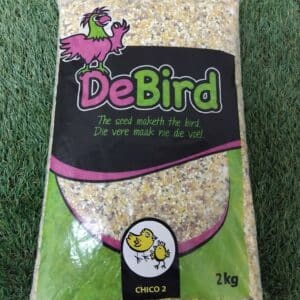 DeBird
The seed maketh the bird
Die vere maak nie die voël
CHICO 2
2kg